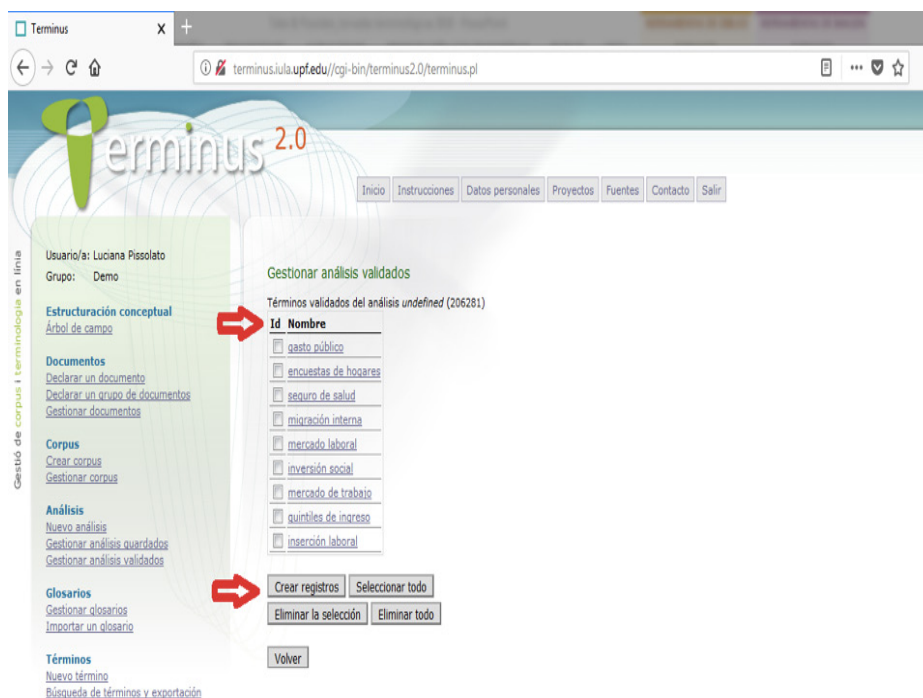 Terminus X +
terminus.iula.upf.edu//cgi-bin/terminus2.0/terminus.pl
erminus 2.0
Inicio Instrucciones Datos personales Proyectos Fuentes Contacto Salir
Gestió de corpus i terminologia en línia
Usuario/a: Luciana Pissolato
Grupo: Demo
Estructuración conceptual
Árbol de campo
Documentos
Declarar un documento
Declarar un grupo de documentos
Gestionar documentos
Corpus
Crear corpus
Gestionar corpus
Análisis
Nuevo análisis
Gestionar análisis guardados
Gestionar análisis validados
Glosarios
Gestionar glosarios
Importar un glosario
Términos
Nuevo término
Búsqueda de términos y exportación
Gestionar análisis validados
Términos validados del análisis undefined (206281)
Id Nombre
gasto público
encuestas de hogares
seguro de salud
migración interna
mercado laboral
inversión social
mercado de trabajo
quintiles de ingreso
inserción laboral
Crear registros Seleccionar todo
Eliminar la selección Eliminar todo
Volver